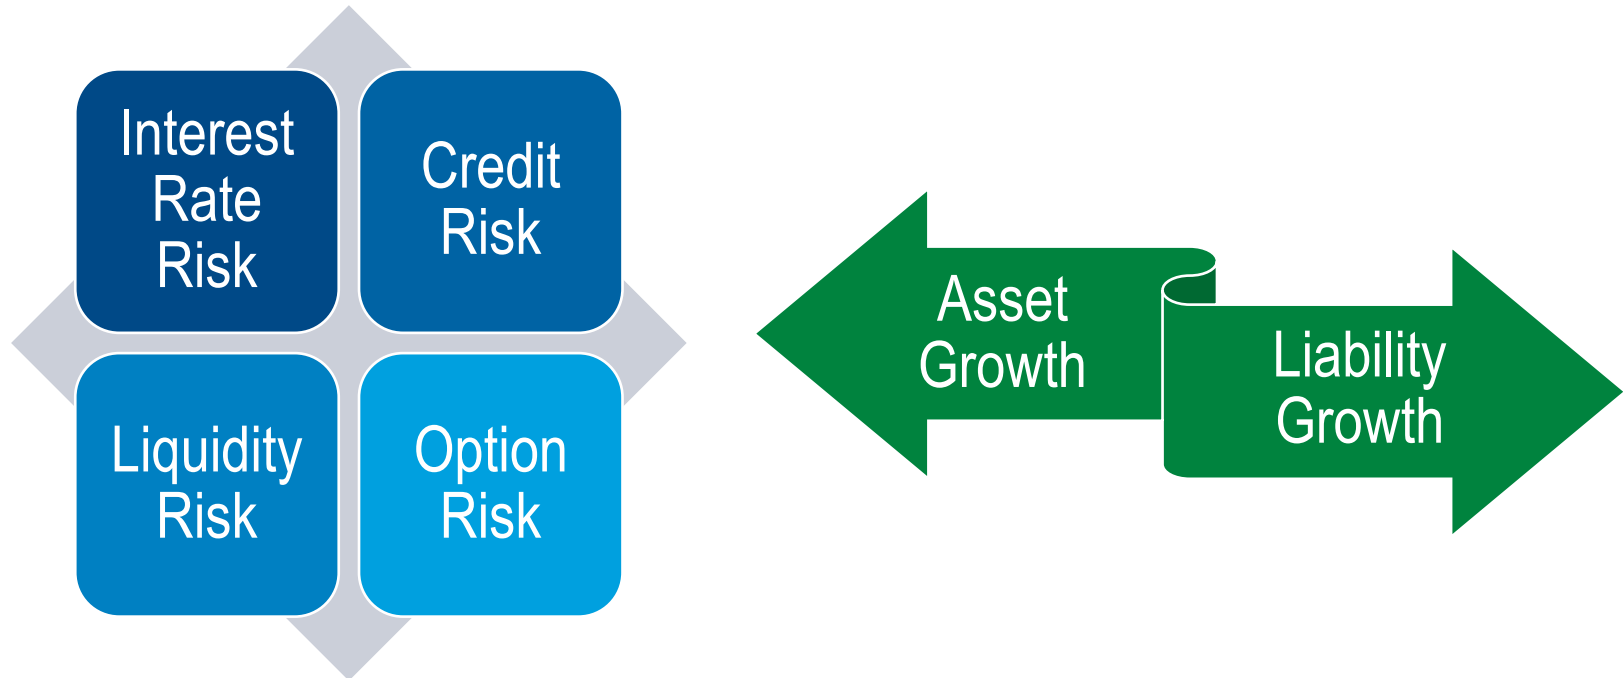 Interest
Rate
Risk
Credit
Risk
Liquidity
Risk
Option
Risk
Asset
Growth
Liability
Growth